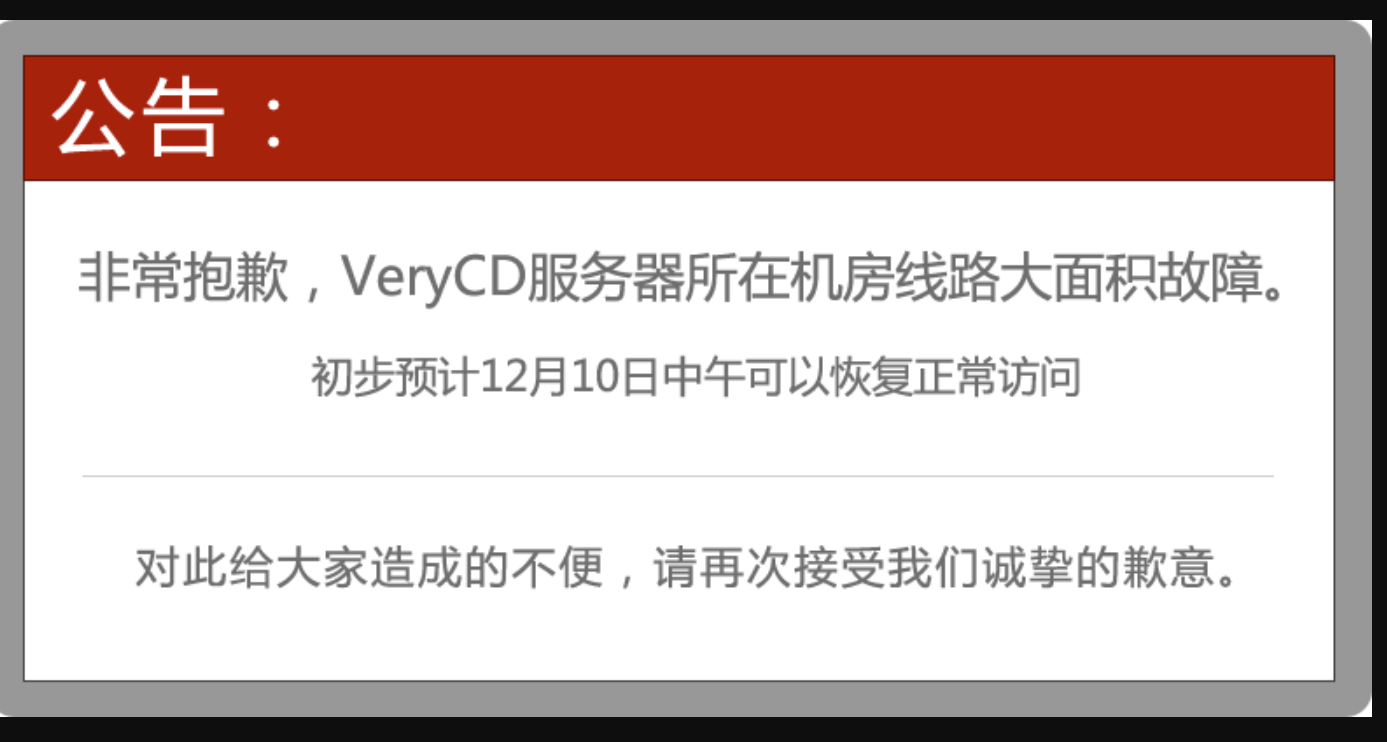 公告：
非常抱歉，VeryCD服务器所在机房线路大面积故障。
初步预计12月10日中午可以恢复正常访问
对此给大家造成的不便，请再次接受我们诚挚的歉意。